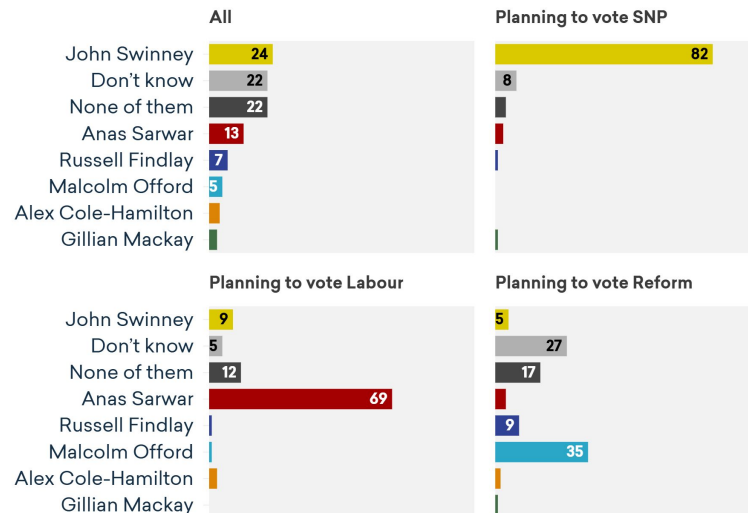 All Planning to vote SNP
John Swinney 24 82
Don't know 22 8
None of them 22
Anas Sarwar 13
Russell Findlay 7
Malcolm Offord 5
Alex Cole-Hamilton
Gillian Mackay
Planning to vote Labour Planning to vote Reform
John Swinney 9 5
Don't know 5 27
None of them 12 17
Anas Sarwar 69
Russell Findlay 9
Malcolm Offord 35
Alex Cole-Hamilton
Gillian Mackay